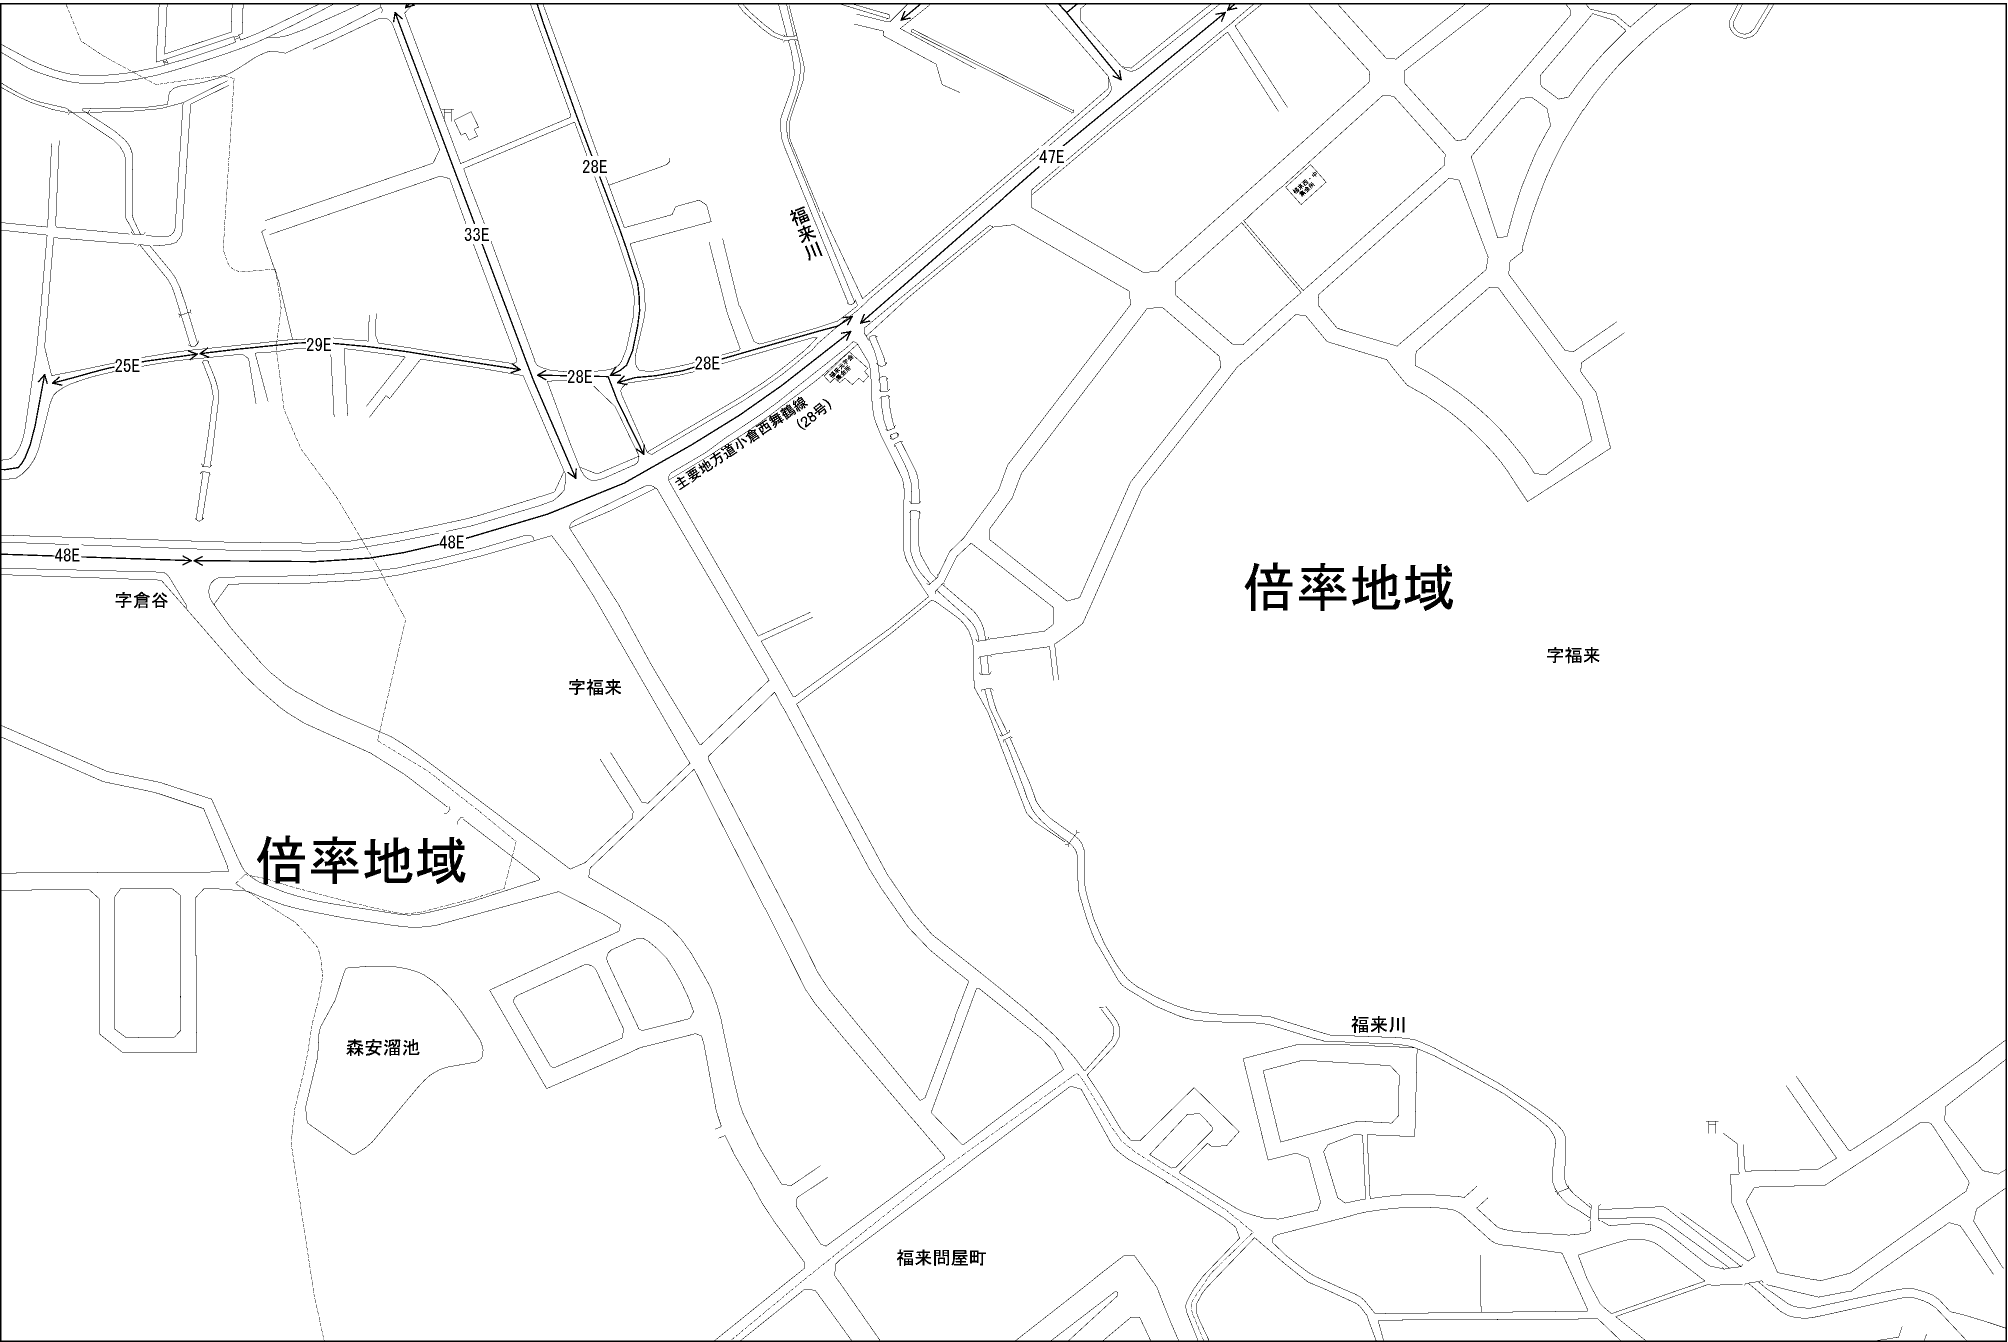 28E
47E
福来川
33E
29E
25E
28E
28E
主要地方道小倉西舞鶴線
(28号)
48E
48E
倍率地域
字倉谷
字福来
字福来
倍率地域
福来川
森安溜池
福来問屋町